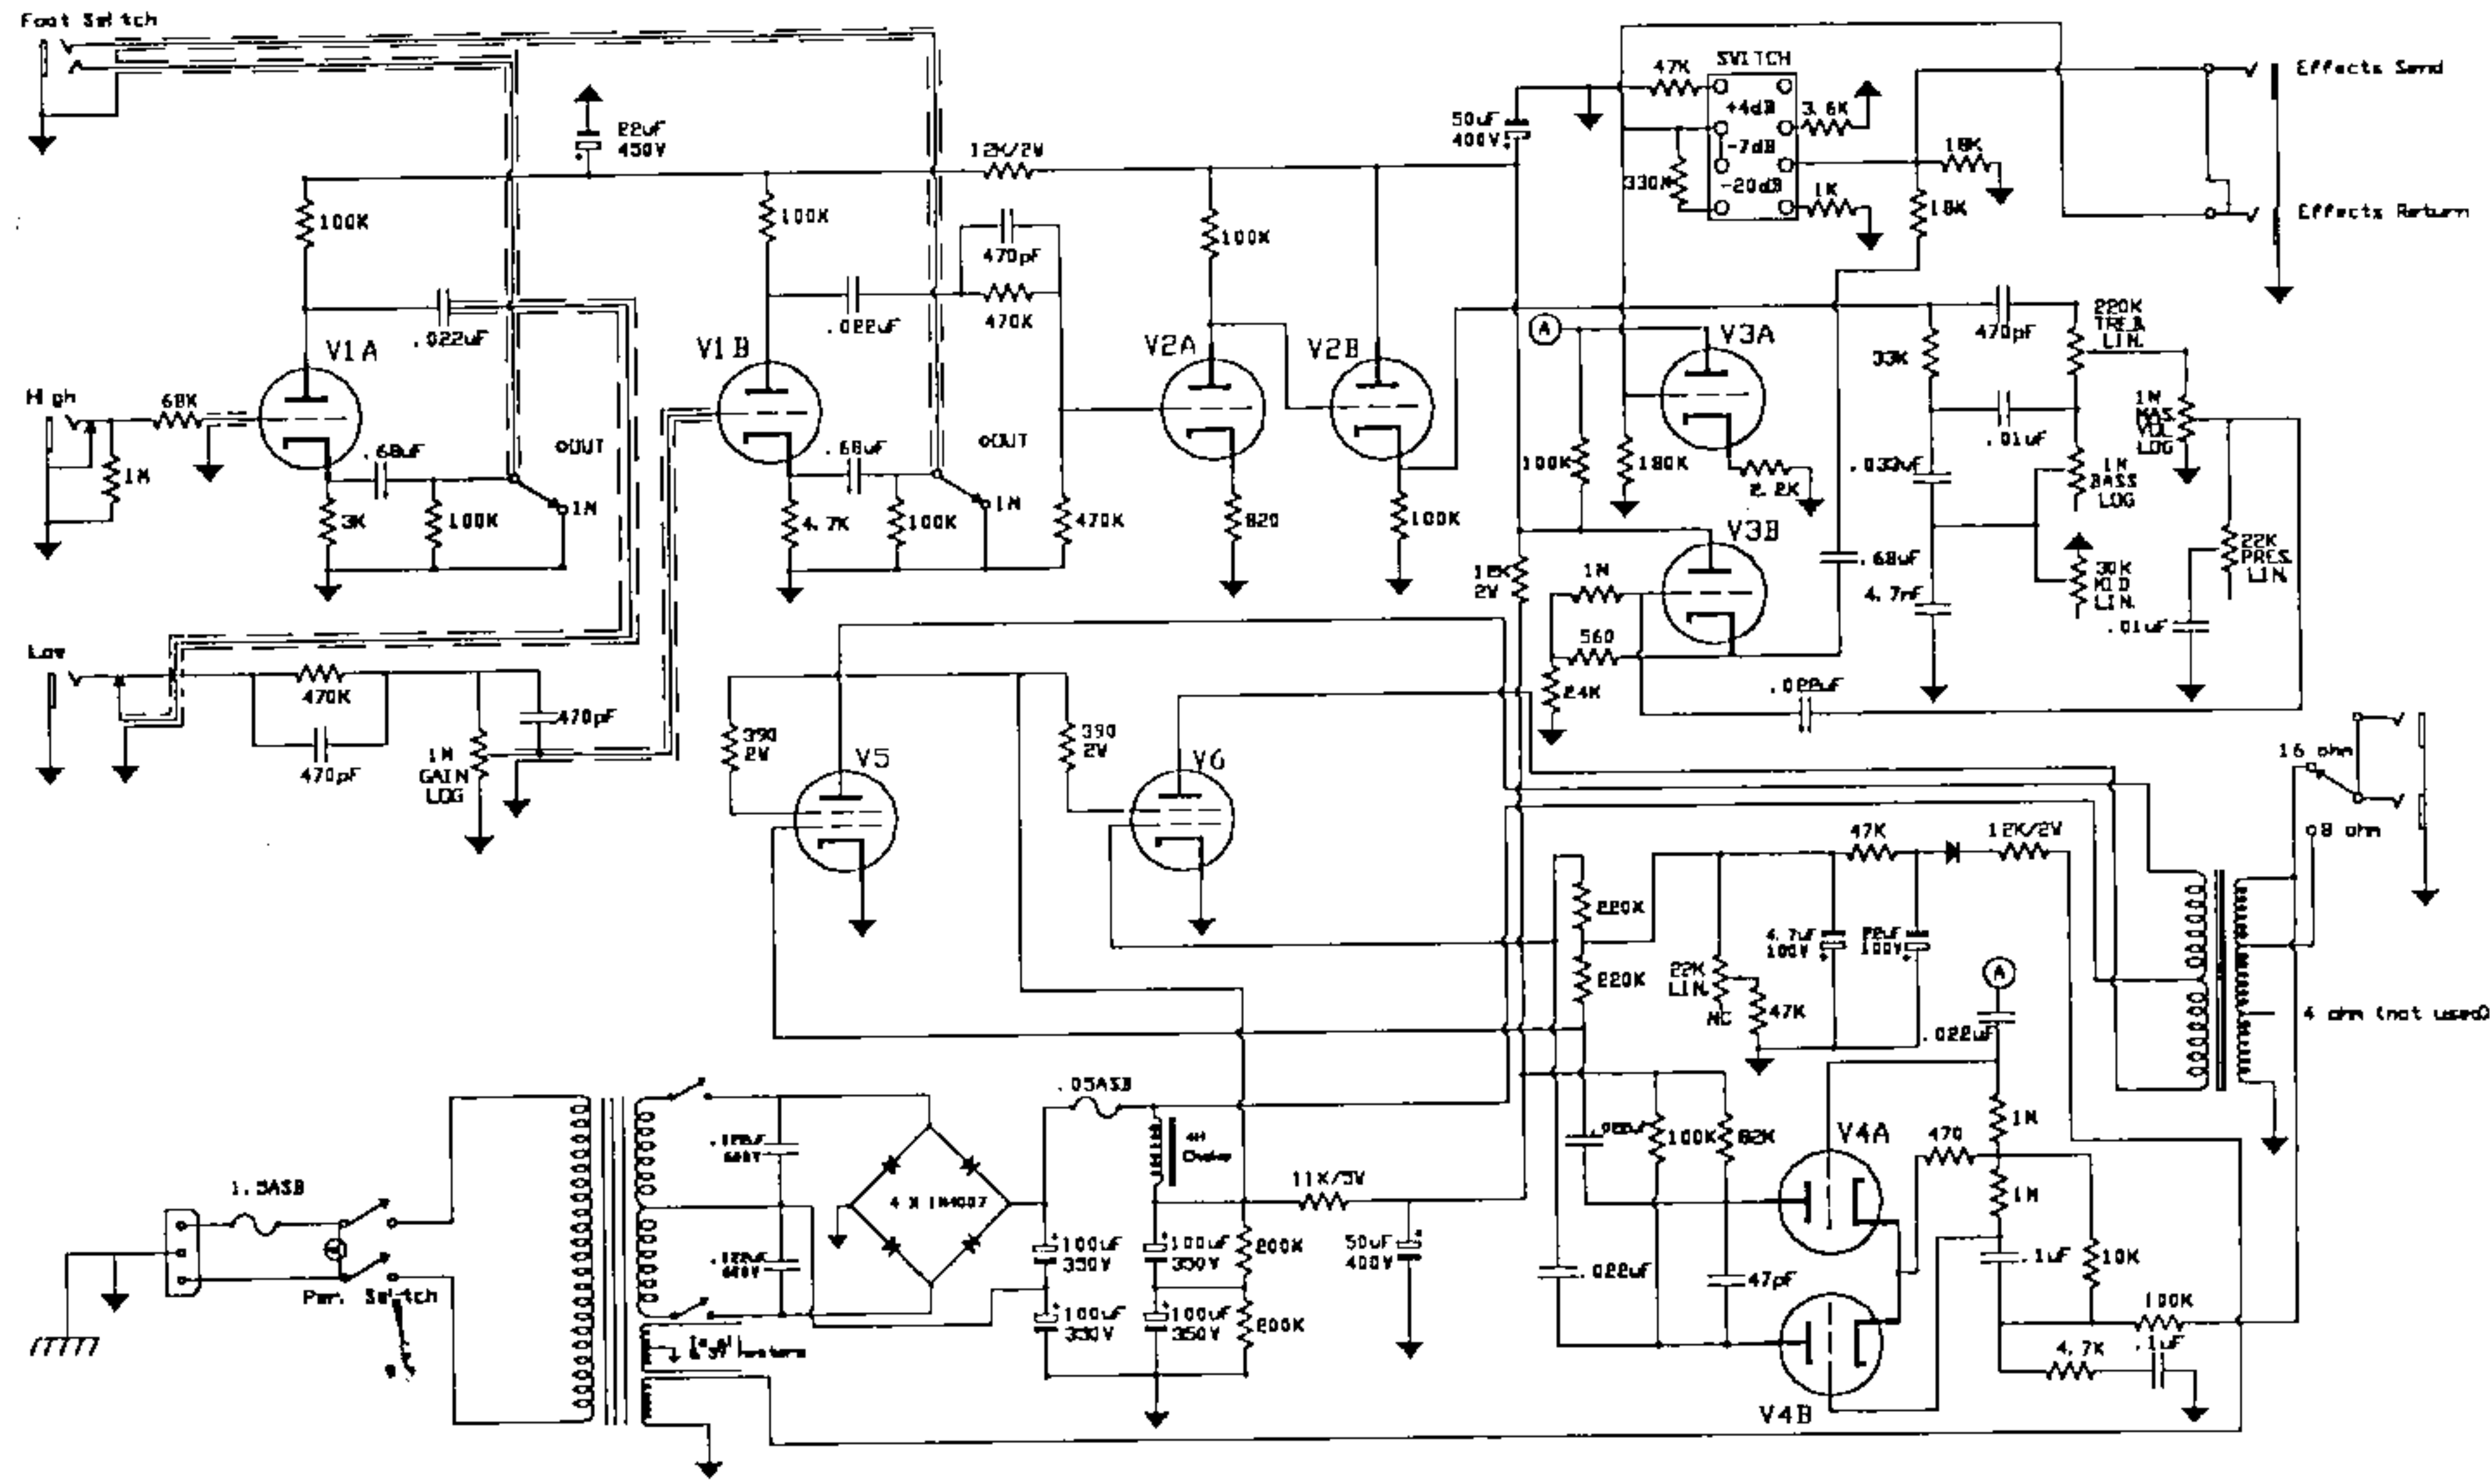 Foot Switch
22uF
450V
12K/2W
100K
100K
.022uF
V1A
High
68K
.68uF
1M
3K
100K
OUT
IN
V1B
.022uF
470pF
470K
.68uF
4.7K
100K
OUT
IN
470K
100K
V2A
820
V2B
100K
50uF
400V
47K
SWITCH
+4dB
-7dB
-20dB
3.6K
18K
1K
330K
18K
Effects Send
Effects Return
A
V3A
100K
180K
2.2K
V3B
1M
560
24K
2W
.68uF
.022uF
33K
470pF
220K
TREB.
LIN.
.01uF
1M
MAS.
VOL
LOG
1M
BASS
LOG
4.7nF
22K
PRES.
LIN.
MID
LIN.
.01uF
Low
470K
470pF
1M
GAIN
LOG
470pF
390
2W
V5
390
2W
V6
16 ohm
8 ohm
4 ohm (not used)
47K
12K/2W
220K
220K
22K
LIN.
NC
47K
4.7uF
100V
22uF
100V
A
.022uF
1M
1M
470
10K
.1uF
100K
4.7K
.1uF
100K
82K
V4A
V4B
47pF
.022uF
.05ASB
4H
Choke
11K/5W
4 X 1N4007
100uF
350V
100uF
350V
100uF
350V
100uF
350V
200K
200K
50uF
400V
1.5ASB
Pwr. Switch